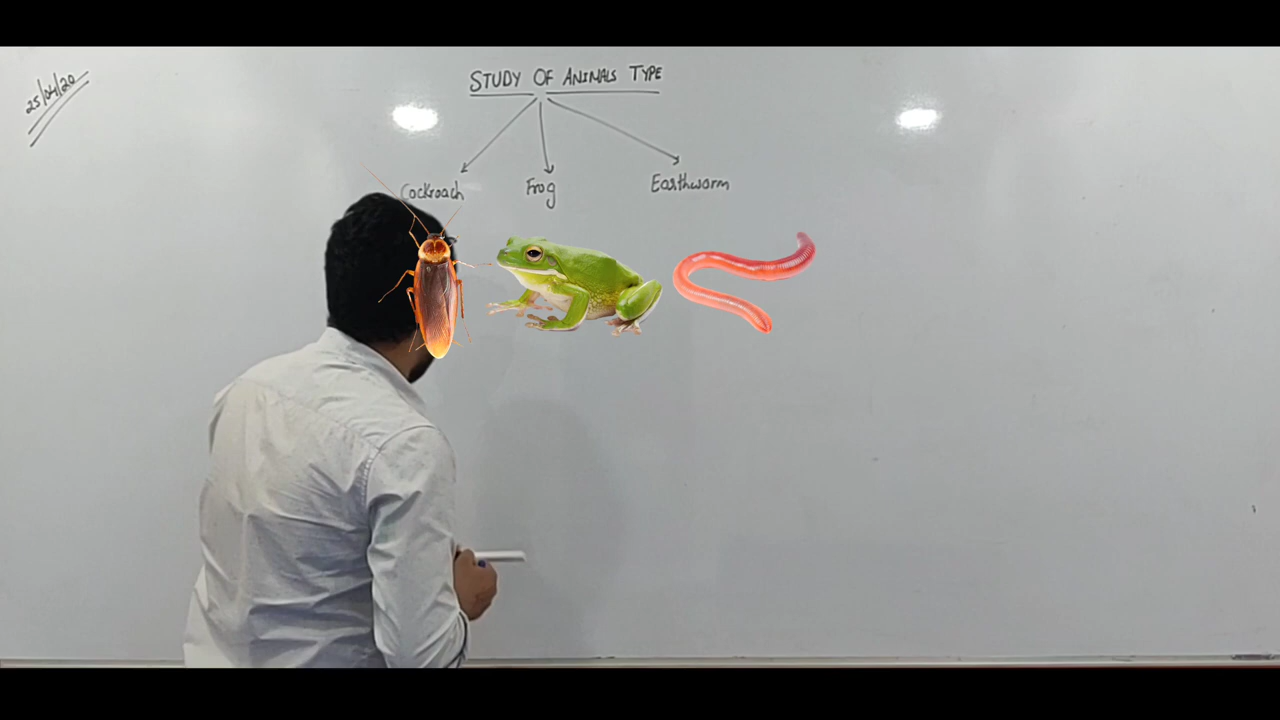 25/04/20
STUDY OF ANIMALS TYPE
Cockroach
Frog
Earthworm